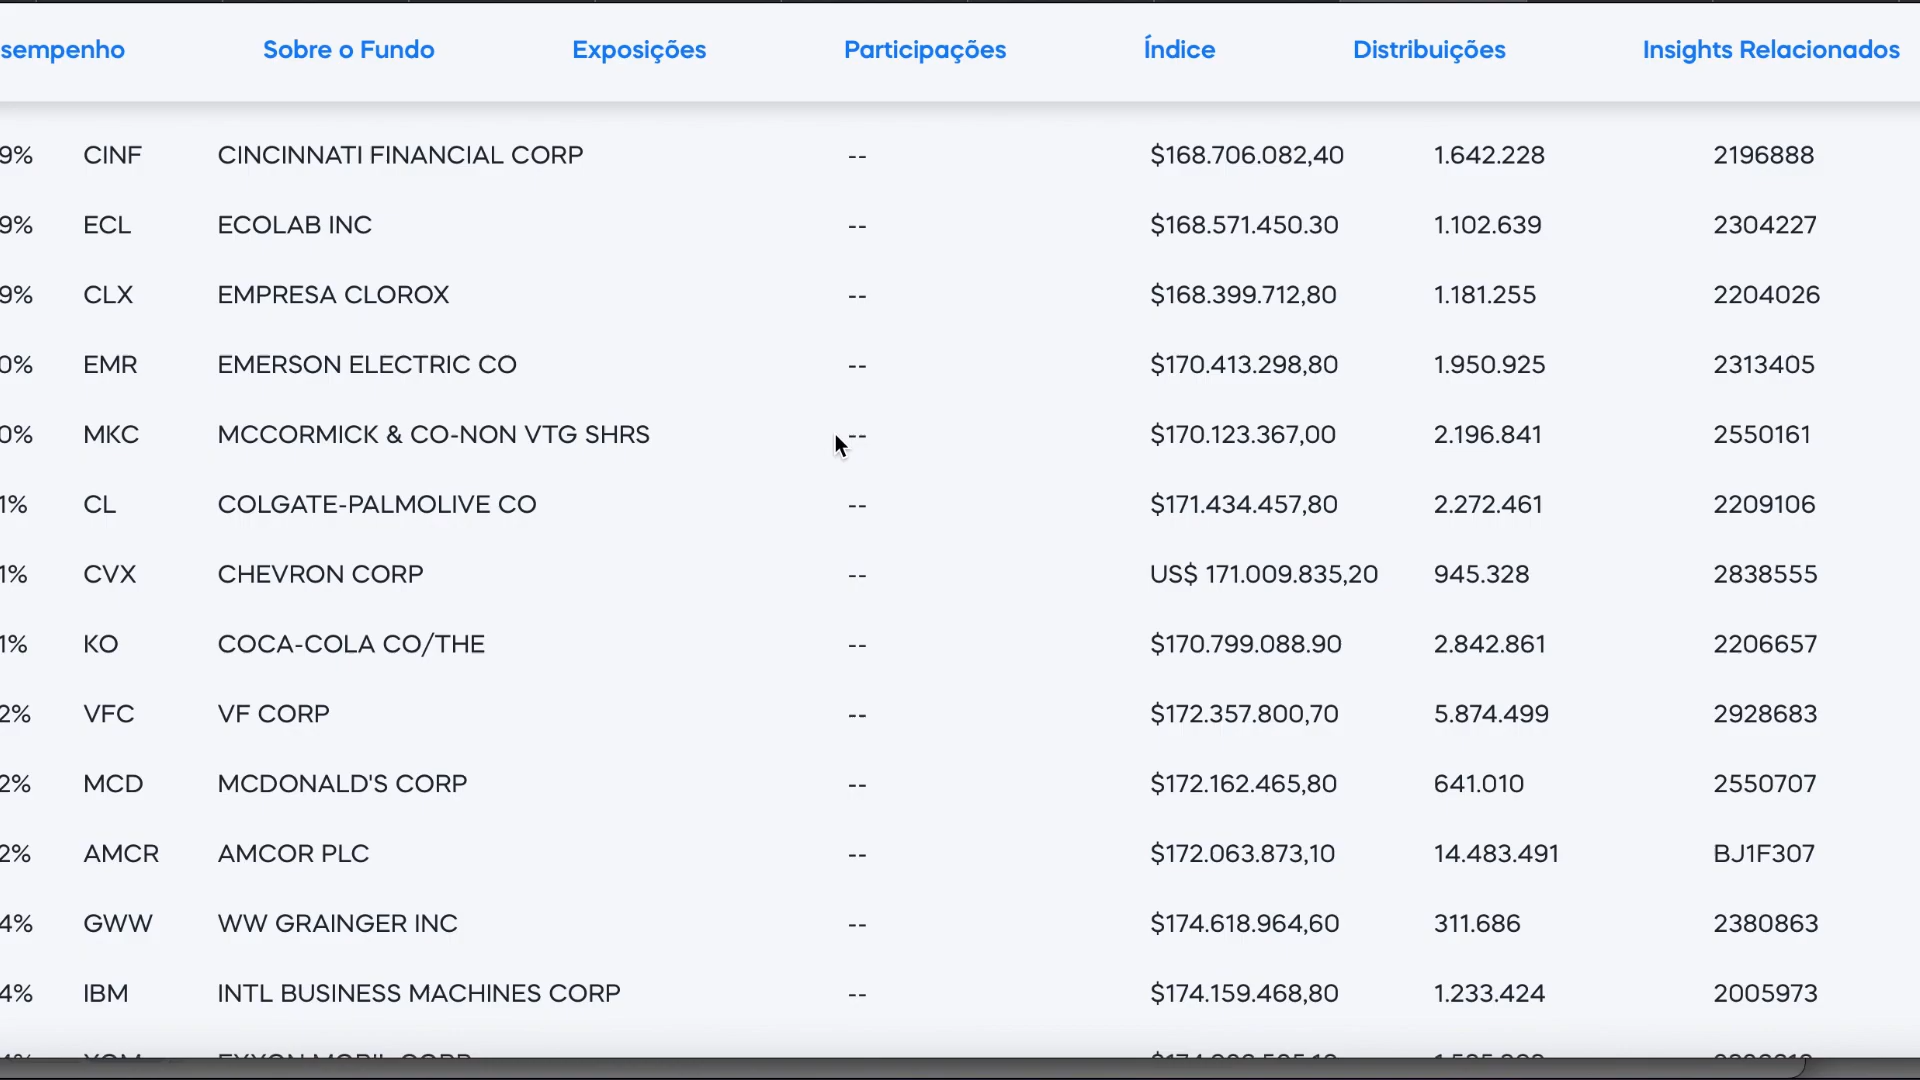 sempenho Sobre o Fundo Exposições Participações Índice Distribuições Insights Relacionados
9% CINF CINCINNATI FINANCIAL CORP -- $168.706.082,40 1.642.228 2196888
9% ECL ECOLAB INC -- $168.571.450.30 1.102.639 2304227
9% CLX EMPRESA CLOROX -- $168.399.712,80 1.181.255 2204026
0% EMR EMERSON ELECTRIC CO -- $170.413.298,80 1.950.925 2313405
0% MKC MCCORMICK & CO-NON VTG SHRS -- $170.123.367,00 2.196.841 2550161
1% CL COLGATE-PALMOLIVE CO -- $171.434.457,80 2.272.461 2209106
1% CVX CHEVRON CORP -- US$ 171.009.835,20 945.328 2838555
1% KO COCA-COLA CO/THE -- $170.799.088.90 2.842.861 2206657
2% VFC VF CORP -- $172.357.800,70 5.874.499 2928683
2% MCD MCDONALD'S CORP -- $172.162.465,80 641.010 2550707
2% AMCR AMCOR PLC -- $172.063.873,10 14.483.491 BJ1F307
4% GWW WW GRAINGER INC -- $174.618.964,60 311.686 2380863
4% IBM INTL BUSINESS MACHINES CORP -- $174.159.468,80 1.233.424 2005973
4% XOM EXXON MOBIL CORP